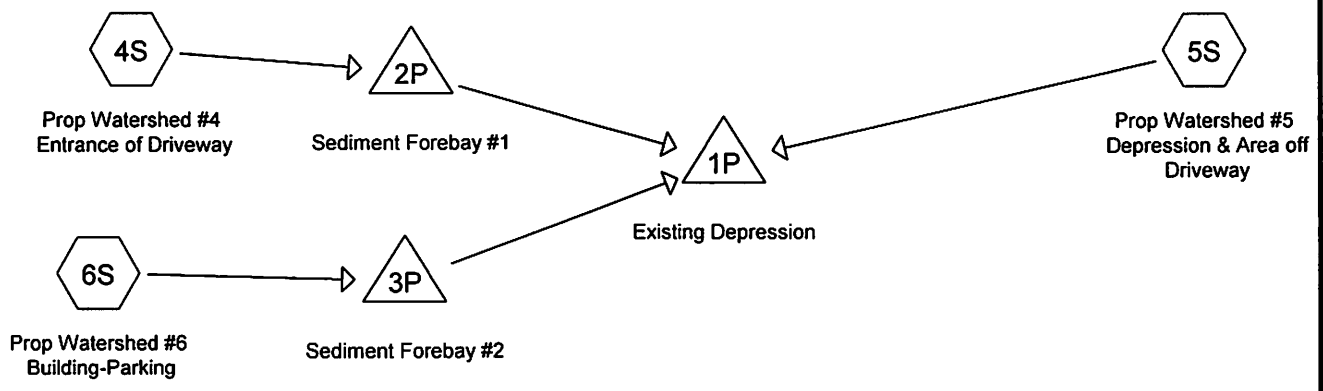 4S
Prop Watershed #4
Entrance of Driveway
2P
Sediment Forebay #1
1P
Existing Depression
5S
Prop Watershed #5
Depression & Area off
Driveway
6S
Prop Watershed #6
Building-Parking
3P
Sediment Forebay #2